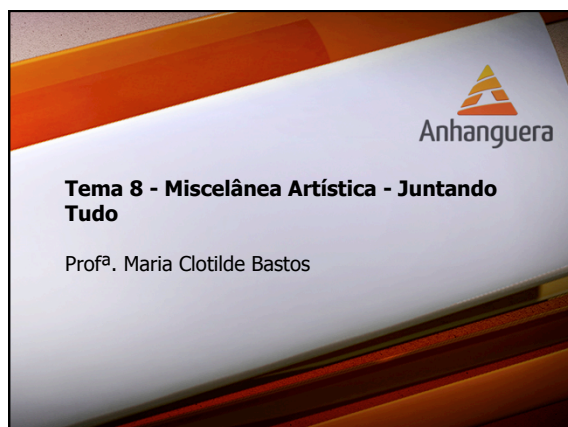 Anhanguera
Tema 8 - Miscelânea Artística - Juntando
Tudo
Profª. Maria Clotilde Bastos